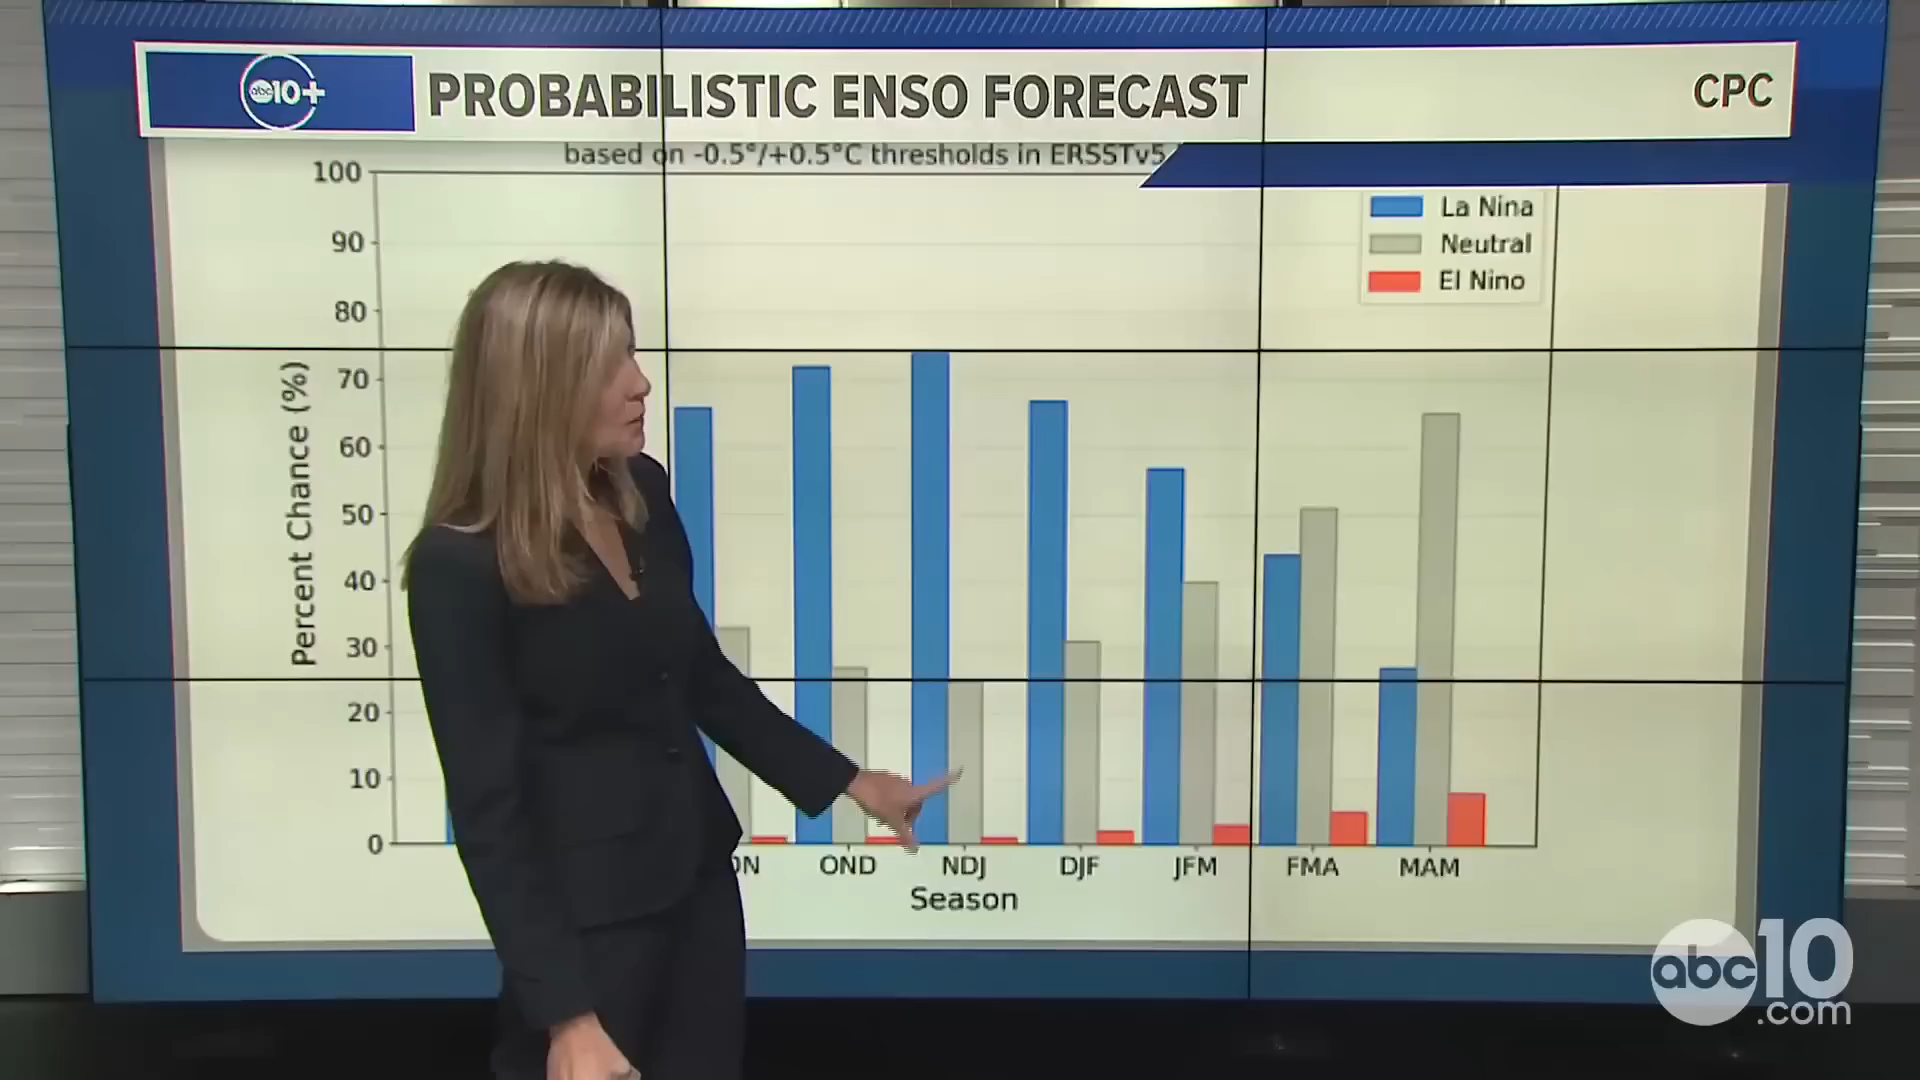 abc10+
PROBABILISTIC ENSO FORECAST
CPC
based on -0.5°/+0.5°C thresholds in ERSSTv5
La Nina
Neutral
El Nino
100
90
80
70
60
50
40
30
20
10
0
Percent Chance (%)
OND
NDJ
DJF
JFM
FMA
MAM
Season
abc10
.com